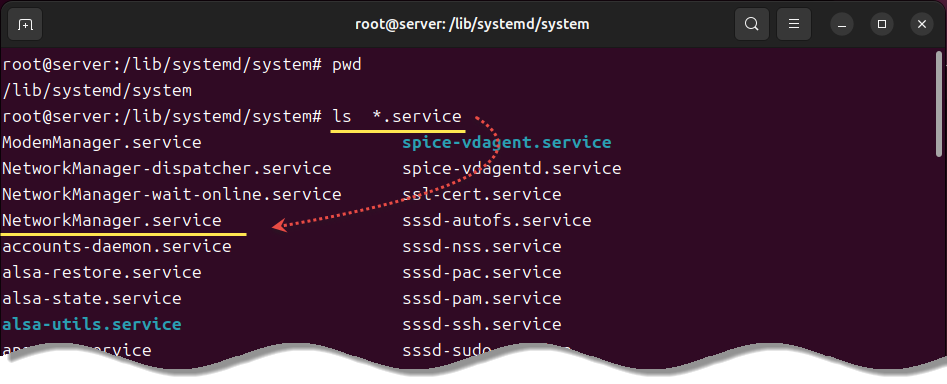 root@server: /lib/systemd/system
root@server:/lib/systemd/system# pwd
/lib/systemd/system
root@server:/lib/systemd/system# ls  *.service
ModemManager.service spice-vdagent.service
NetworkManager-dispatcher.service spice-vdagentd.service
NetworkManager-wait-online.service ssl-cert.service
NetworkManager.service sssd-autofs.service
accounts-daemon.service sssd-nss.service
alsa-restore.service sssd-pac.service
alsa-state.service sssd-pam.service
alsa-utils.service sssd-ssh.service